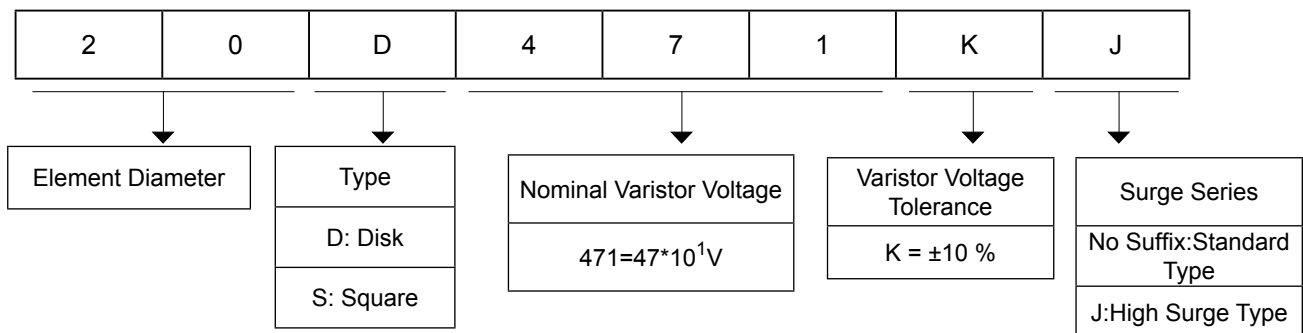 2 0 D 4 7 1 K J
Element Diameter
Type
D: Disk
S: Square
Nominal Varistor Voltage
471=47*10¹V
Varistor Voltage
Tolerance
K = ±10 %
Surge Series
No Suffix:Standard
Type
J:High Surge Type